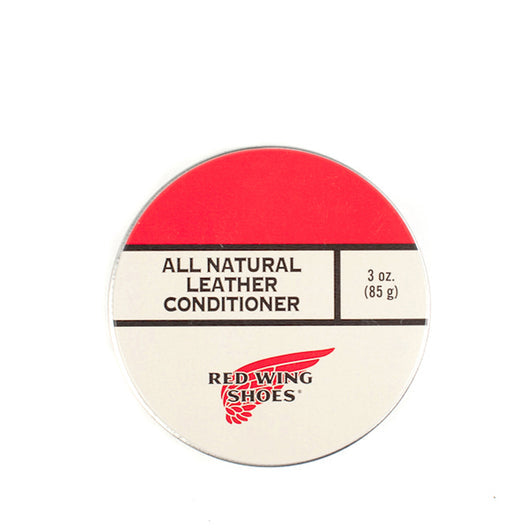 ALL NATURAL
LEATHER
CONDITIONER
3 oz.
(85 g)
RED WING
SHOES®